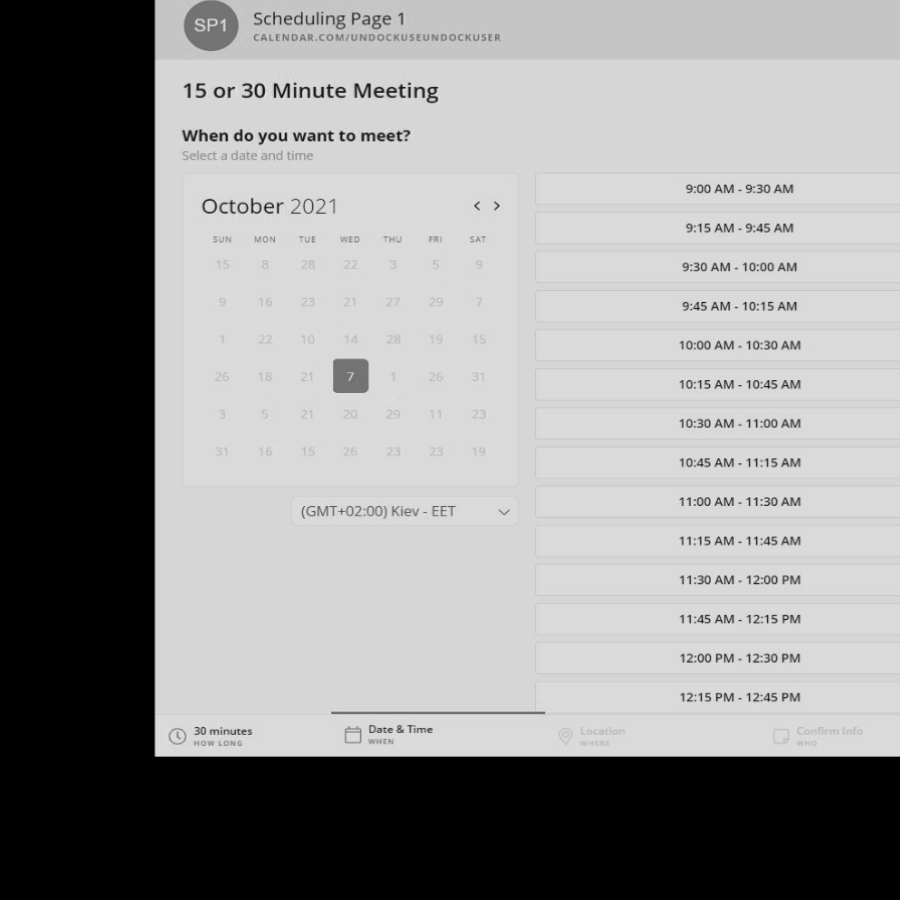 SP1
Scheduling Page 1
CALENDAR.COM/UNDOCKUSEUNDOCKUSER
15 or 30 Minute Meeting
When do you want to meet?
Select a date and time
October 2021
SUN MON TUE WED THU FRI SAT
15 8 28 22 3 5 9
9 16 23 21 27 29 7
1 22 10 14 28 19 15
26 18 21 7 1 26 31
3 5 21 20 29 11 23
31 16 15 26 23 23 19
(GMT+02:00) Kiev - EET
9:00 AM - 9:30 AM
9:15 AM - 9:45 AM
9:30 AM - 10:00 AM
9:45 AM - 10:15 AM
10:00 AM - 10:30 AM
10:15 AM - 10:45 AM
10:30 AM - 11:00 AM
10:45 AM - 11:15 AM
11:00 AM - 11:30 AM
11:15 AM - 11:45 AM
11:30 AM - 12:00 PM
11:45 AM - 12:15 PM
12:00 PM - 12:30 PM
12:15 PM - 12:45 PM
30 minutes
HOW LONG
Date & Time
WHEN
Location
WHERE
Confirm Info
WHO